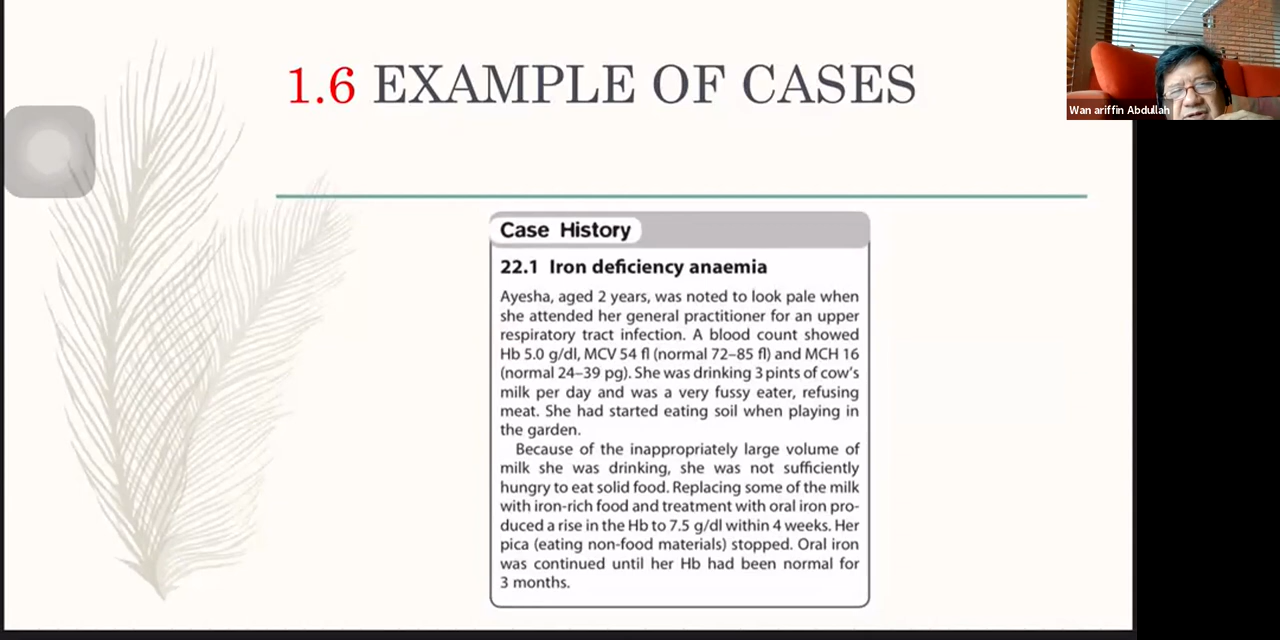 1.6 EXAMPLE OF CASES
Wan ariffin Abdullah
Case History
22.1 Iron deficiency anaemia
Ayesha, aged 2 years, was noted to look pale when
she attended her general practitioner for an upper
respiratory tract infection. A blood count showed
Hb 5.0 g/dl, MCV 54 fl (normal 72–85 fl) and MCH 16
(normal 24–39 pg). She was drinking 3 pints of cow's
milk per day and was a very fussy eater, refusing
meat. She had started eating soil when playing in
the garden.
Because of the inappropriately large volume of
milk she was drinking, she was not sufficiently
hungry to eat solid food. Replacing some of the milk
with iron-rich food and treatment with oral iron pro-
duced a rise in the Hb to 7.5 g/dl within 4 weeks. Her
pica (eating non-food materials) stopped. Oral iron
was continued until her Hb had been normal for
3 months.